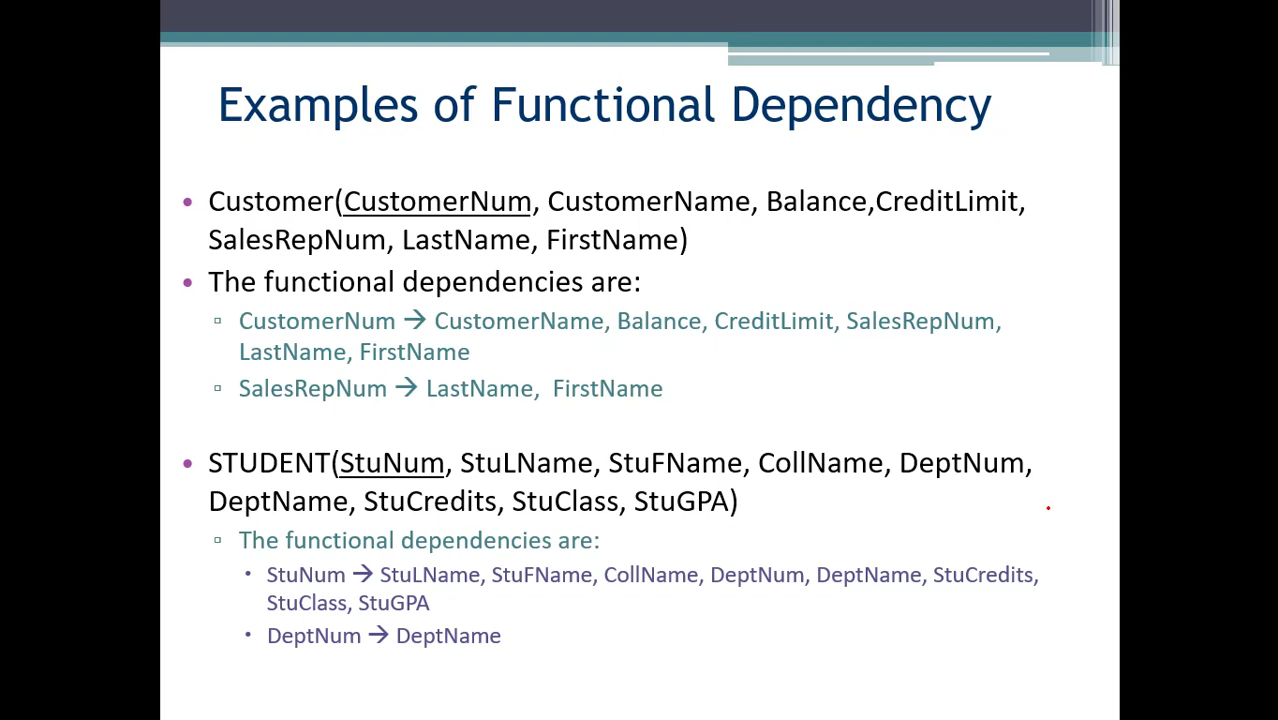 Examples of Functional Dependency
• Customer(CustomerNum, CustomerName, Balance,CreditLimit,
SalesRepNum, LastName, FirstName)
• The functional dependencies are:
▫ CustomerNum → CustomerName, Balance, CreditLimit, SalesRepNum,
LastName, FirstName
▫ SalesRepNum → LastName, FirstName
• STUDENT(StuNum, StuLName, StuFName, CollName, DeptNum,
DeptName, StuCredits, StuClass, StuGPA)
▫ The functional dependencies are:
• StuNum → StuLName, StuFName, CollName, DeptNum, DeptName, StuCredits,
StuClass, StuGPA
• DeptNum → DeptName